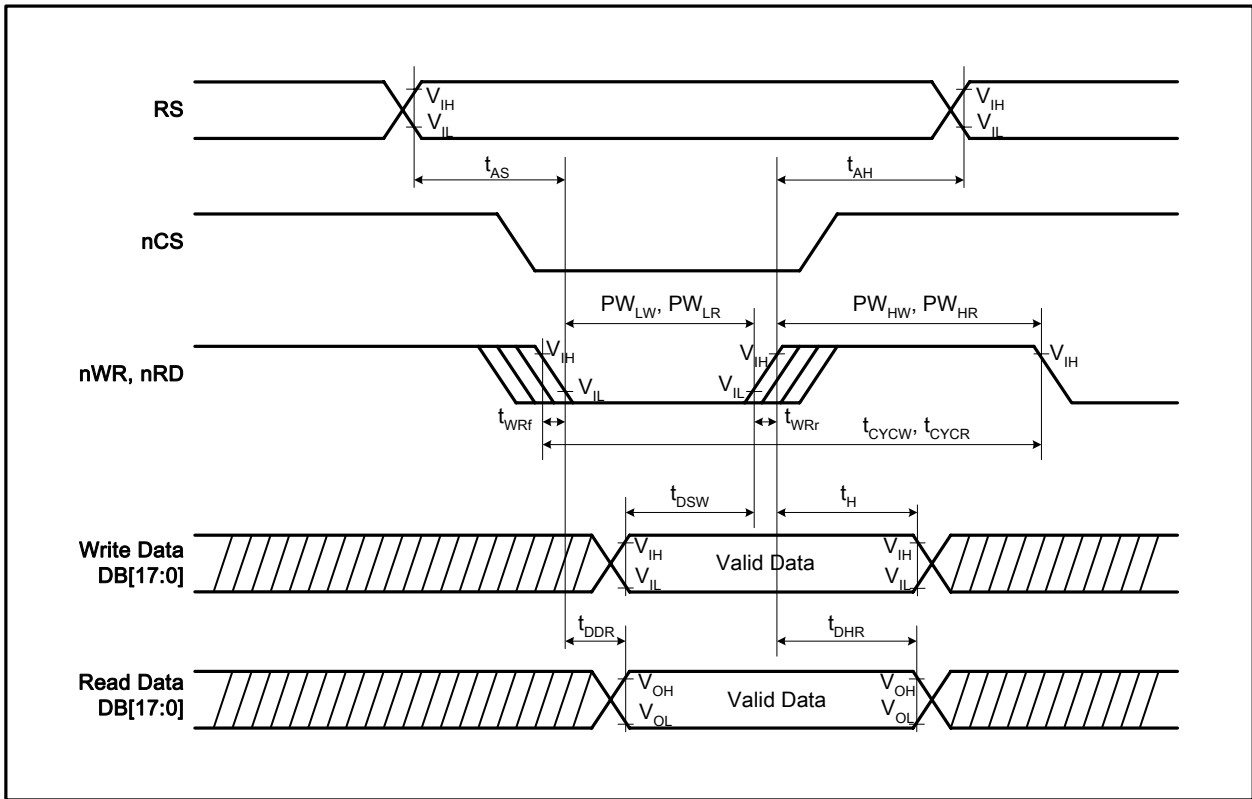 RS
V_IH
V_IL
V_IH
V_IL
t_AS
t_AH
nCS
PW_LW, PW_LR
PW_HW, PW_HR
nWR, nRD
V_IH
V_IL
V_IH
V_IL
V_IH
t_WRf
t_WRr
t_CYCW, t_CYCR
t_DSW
t_H
Write Data
DB[17:0]
V_IH
V_IL
Valid Data
V_IH
V_IL
t_DDR
t_DHR
Read Data
DB[17:0]
V_OH
V_OL
Valid Data
V_OH
V_OL